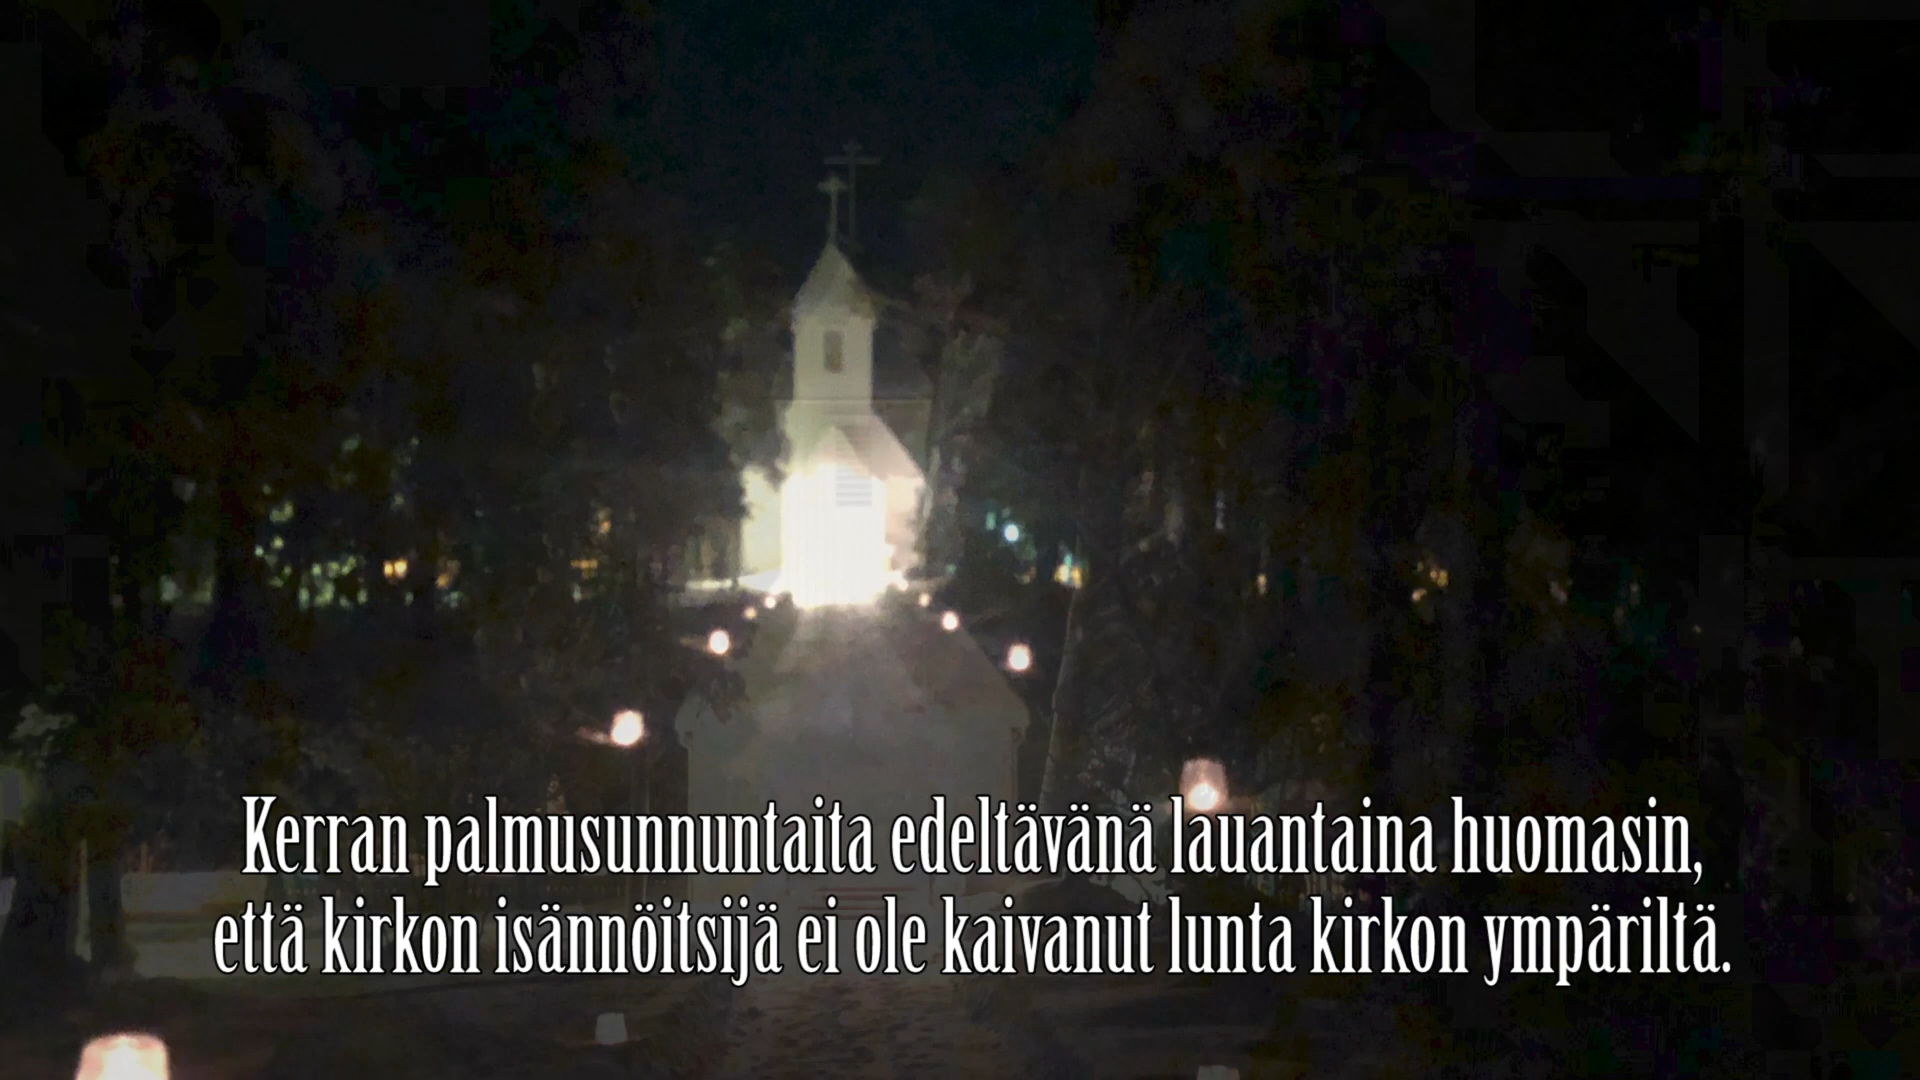 Kerran palmusunnuntaita edeltävänä lauantaina huomasin,
että kirkon isännöitsijä ei ole kaivanut lunta kirkon ympäriltä.